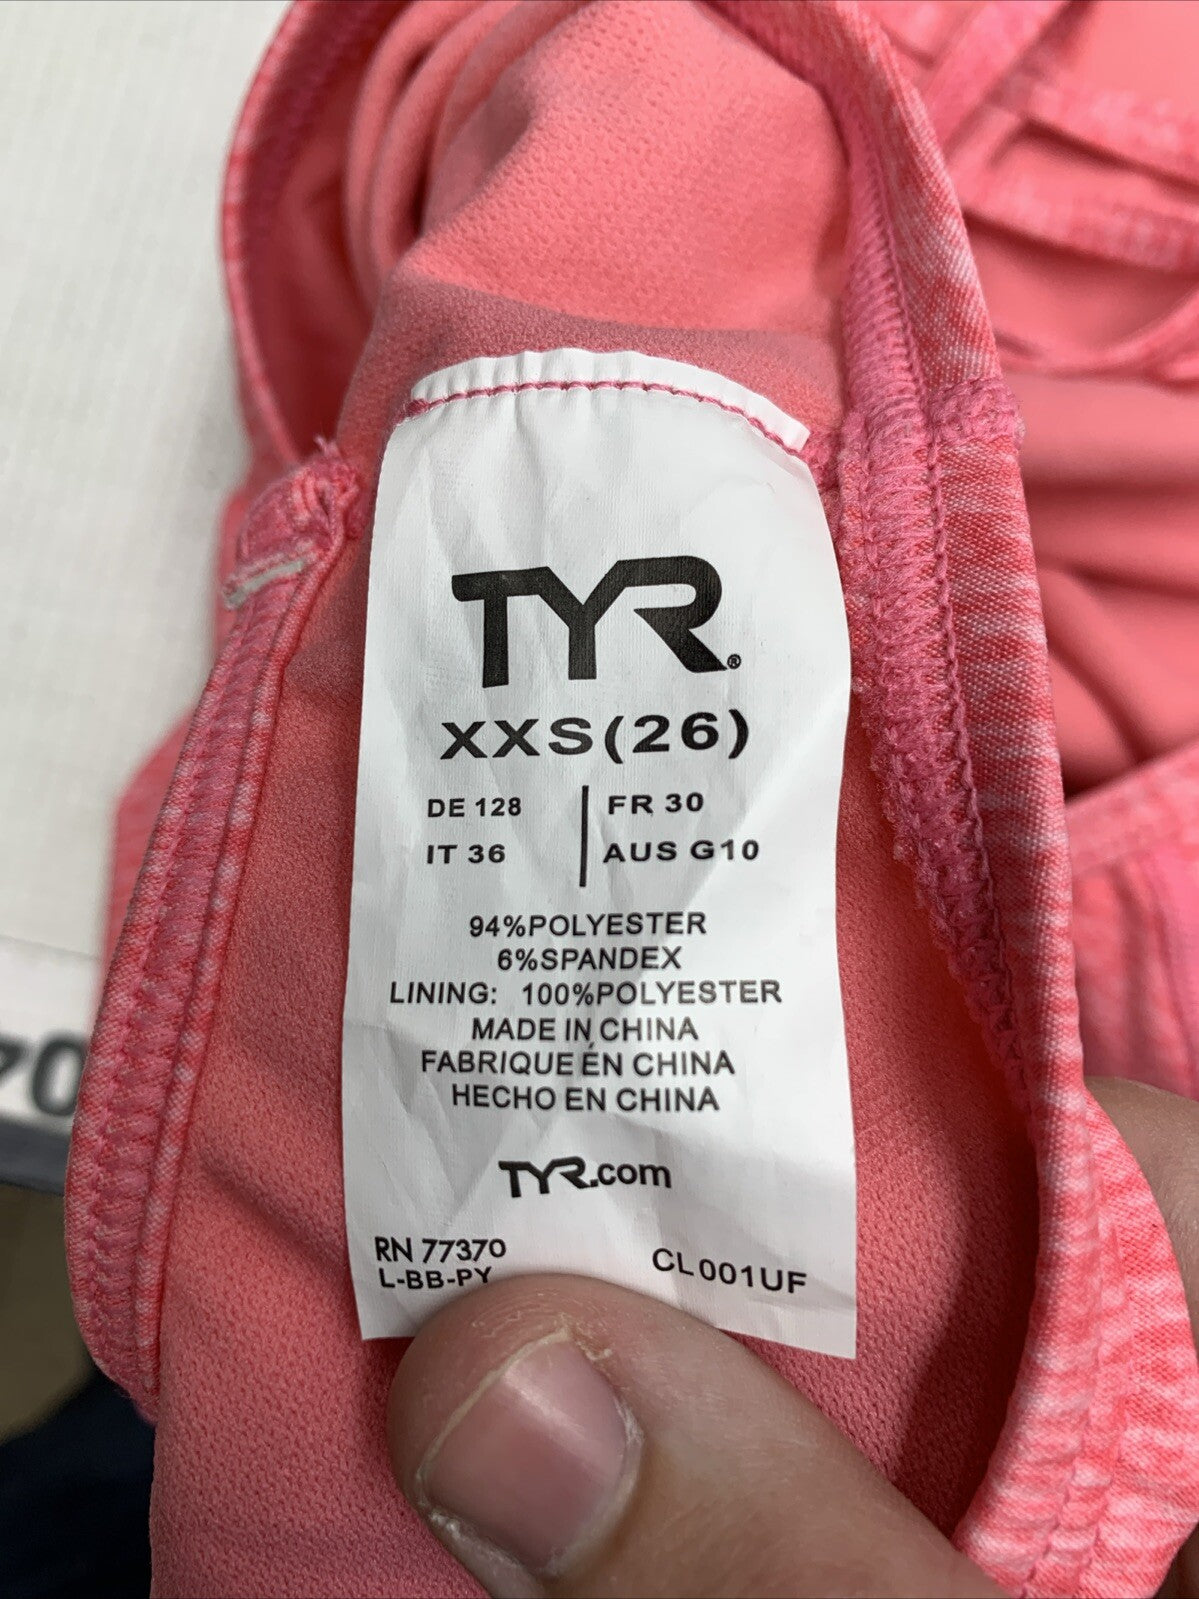 TYR®
XXS(26)
DE 128 | FR 30
IT 36 | AUS G10
94%POLYESTER
6%SPANDEX
LINING: 100%POLYESTER
MADE IN CHINA
FABRIQUE EN CHINA
HECHO EN CHINA
TYR.com
RN 77370
L-BB-PY
CL001UF